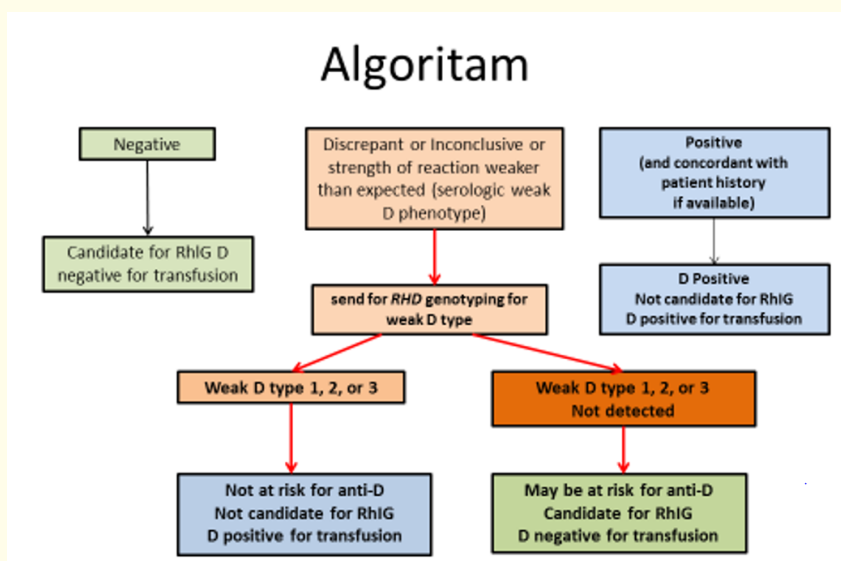 Algoritam
Negative
Candidate for RhIG D
negative for transfusion
Discrepant or Inconclusive or
strength of reaction weaker
than expected (serologic weak
D phenotype)
send for RHD genotyping for
weak D type
Weak D type 1, 2, or 3
Not at risk for anti-D
Not candidate for RhIG
D positive for transfusion
Weak D type 1, 2, or 3
Not detected
May be at risk for anti-D
Candidate for RhIG
D negative for transfusion
Positive
(and concordant with
patient history
if available)
D Positive
Not candidate for RhIG
D positive for transfusion